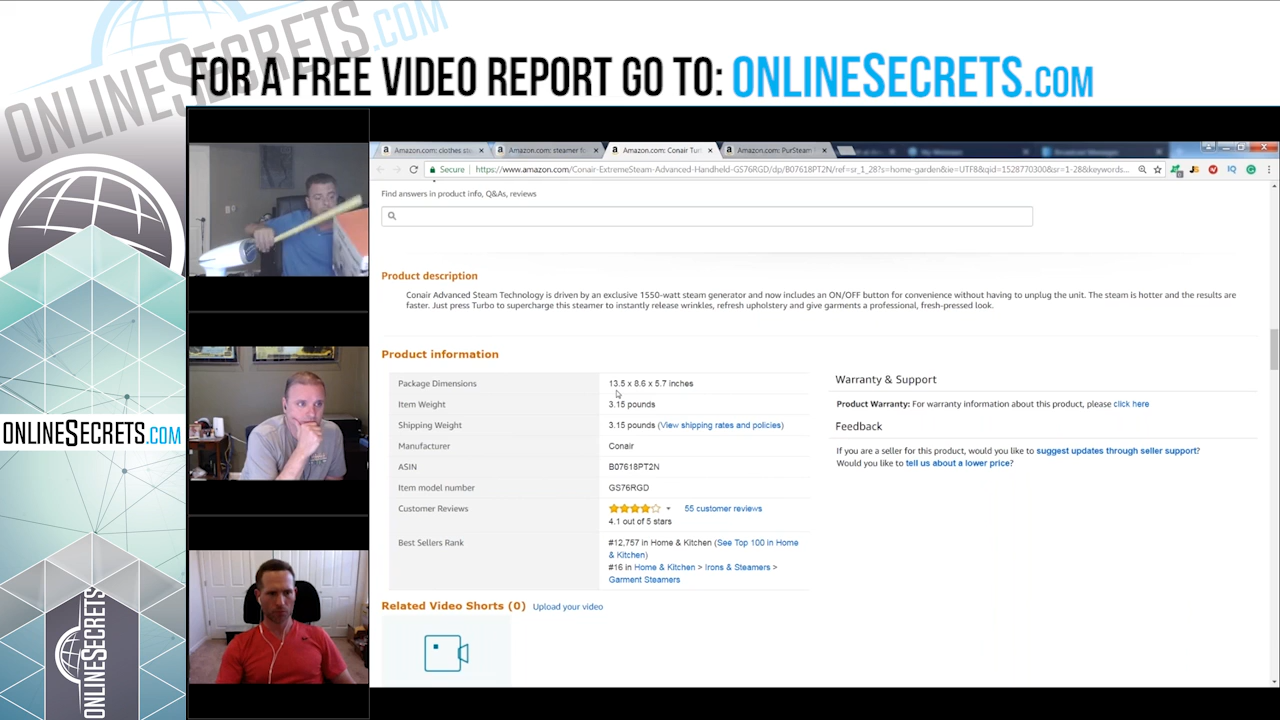 ONLINESECRETS.COM
FOR A FREE VIDEO REPORT GO TO: ONLINESECRETS.COM
Amazon.com: clothes ste
Amazon.com: steamer fo
Amazon.com: Conair Tur
Amazon.com: PurSteam
Secure
https://www.amazon.com/Conair-ExtremeSteam-Advanced-Handheld-GS76RGD/dp/B07618PT2N/ref=sr_1_28?s=home-garden&ie=UTF8&qid=1528770300&sr=1-28&keywords...
Find answers in product info, Q&As, reviews
Product description
Conair Advanced Steam Technology is driven by an exclusive 1550-watt steam generator and now includes an ON/OFF button for convenience without having to unplug the unit. The steam is hotter and the results are
faster. Just press Turbo to supercharge this steamer to instantly release wrinkles, refresh upholstery and give garments a professional, fresh-pressed look.
Product information
Package Dimensions 13.5 x 8.6 x 5.7 inches
Item Weight 3.15 pounds
Shipping Weight 3.15 pounds (View shipping rates and policies)
Manufacturer Conair
ASIN B07618PT2N
Item model number GS76RGD
Customer Reviews 55 customer reviews
4.1 out of 5 stars
Best Sellers Rank #12,757 in Home & Kitchen (See Top 100 in Home
& Kitchen)
#16 in Home & Kitchen > Irons & Steamers >
Garment Steamers
Warranty & Support
Product Warranty: For warranty information about this product, please click here
Feedback
If you are a seller for this product, would you like to suggest updates through seller support?
Would you like to tell us about a lower price?
Related Video Shorts (0) Upload your video
ONLINESECRETS.COM
ONLINESECRETS